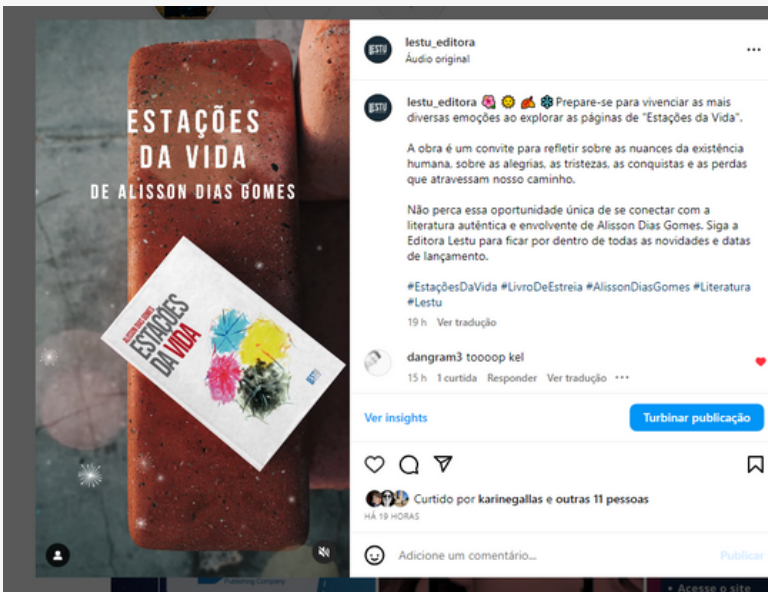 ESTAÇÕES
DA VIDA
DE ALISSON DIAS GOMES
ALISSON DIAS GOMES
ESTAÇÕES
DA VIDA
LESTU
LESTU
lestu_editora
Áudio original
LESTU
lestu_editora 🌺 🌞 🍂 ❄️ Prepare-se para vivenciar as mais
diversas emoções ao explorar as páginas de "Estações da Vida".
A obra é um convite para refletir sobre as nuances da existência
humana, sobre as alegrias, as tristezas, as conquistas e as perdas
que atravessam nosso caminho.
Não perca essa oportunidade única de se conectar com a
literatura autêntica e envolvente de Alisson Dias Gomes. Siga a
Editora Lestu para ficar por dentro de todas as novidades e datas
de lançamento.
#EstaçõesDaVida #LivroDeEstreia #AlissonDiasGomes #Literatura
#Lestu
19 h Ver tradução
dangram3 toooop kel
15 h 1 curtida Responder Ver tradução ...
Ver insights
Turbinar publicação
Curtido por karinegallas e outras 11 pessoas
HÁ 19 HORAS
Adicione um comentário...
Publicar
Publishing Company
• Acesse o site